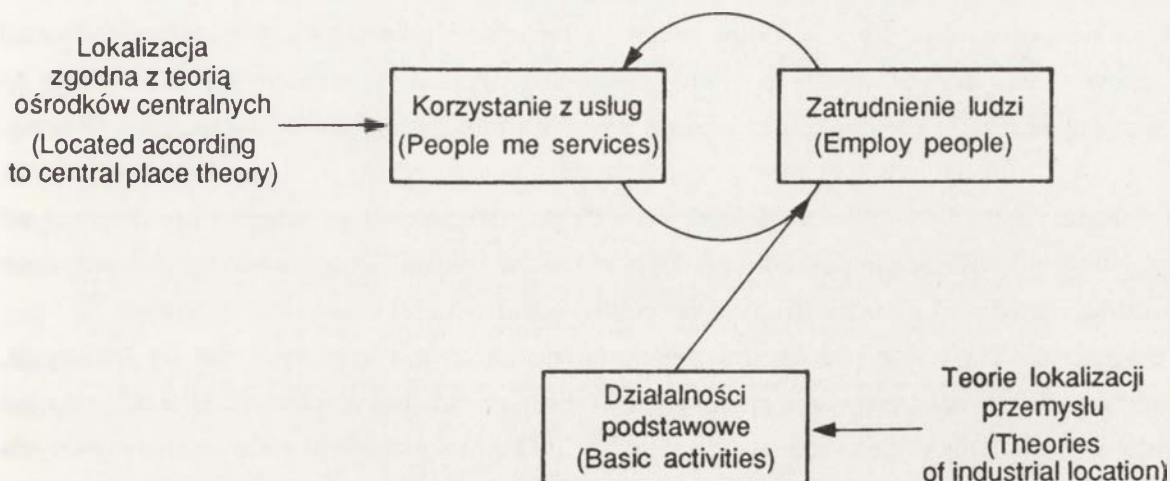 Lokalizacja
zgodna z teorią
ośrodków centralnych
(Located according
to central place theory)
Korzystanie z usług
(People me services)
Zatrudnienie ludzi
(Employ people)
Działalności
podstawowe
(Basic activities)
Teorie lokalizacji
przemysłu
(Theories
of industrial location)